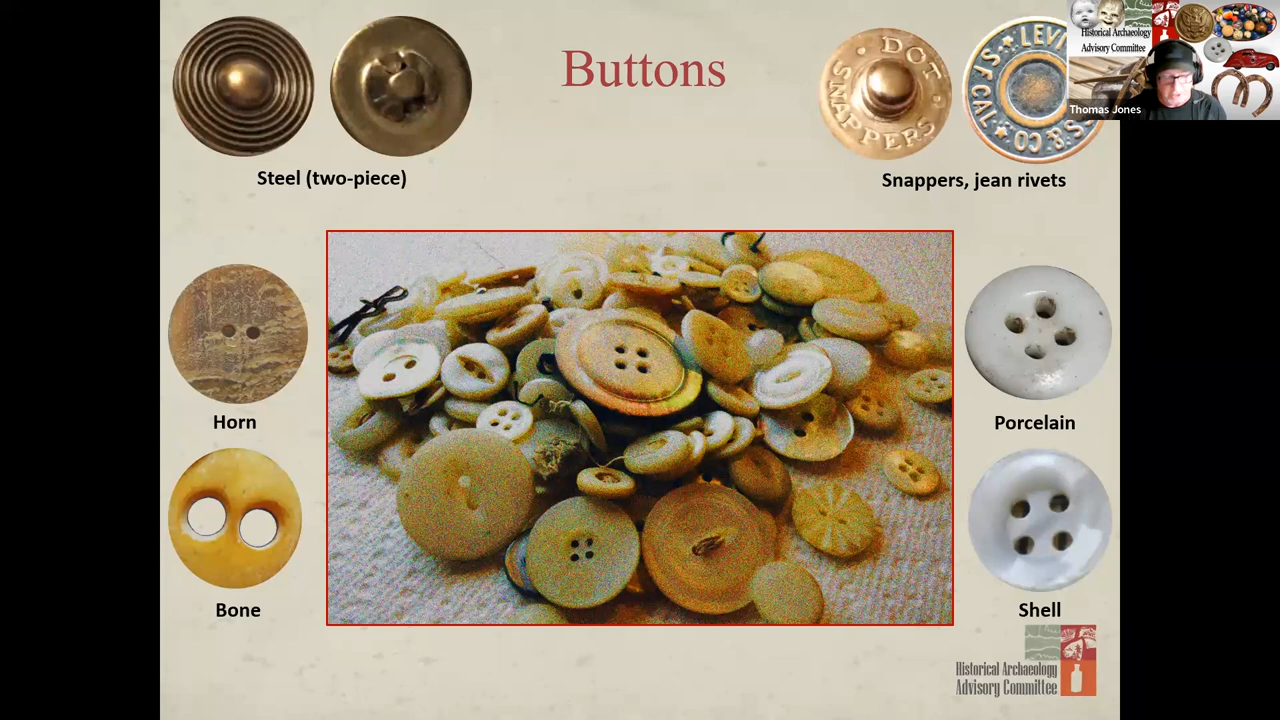 Buttons
DOT
SNAPPERS
LEVI
S.F. CAL.
CO
& S
Historical Archaeology
Advisory Committee
Thomas Jones
Steel (two-piece)
Snappers, jean rivets
Horn
Porcelain
Bone
Shell
Historical Archaeology
Advisory Committee